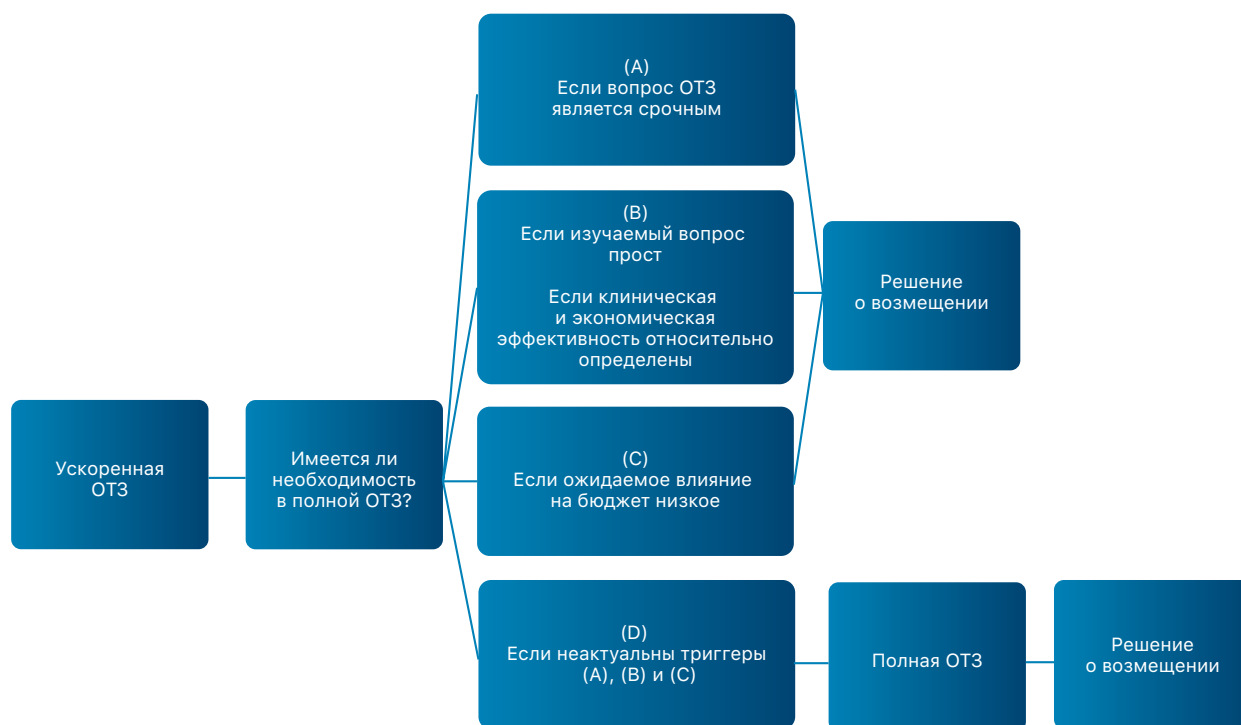 (A)
Если вопрос ОТЗ
является срочным
(B)
Если изучаемый вопрос
прост
Если клиническая
и экономическая
эффективность относительно
определены
Решение
о возмещении
Ускоренная
ОТЗ
Имеется ли
необходимость
в полной ОТЗ?
(C)
Если ожидаемое влияние
на бюджет низкое
(D)
Если неактуальны триггеры
(A), (B) и (C)
Полная ОТЗ
Решение
о возмещении